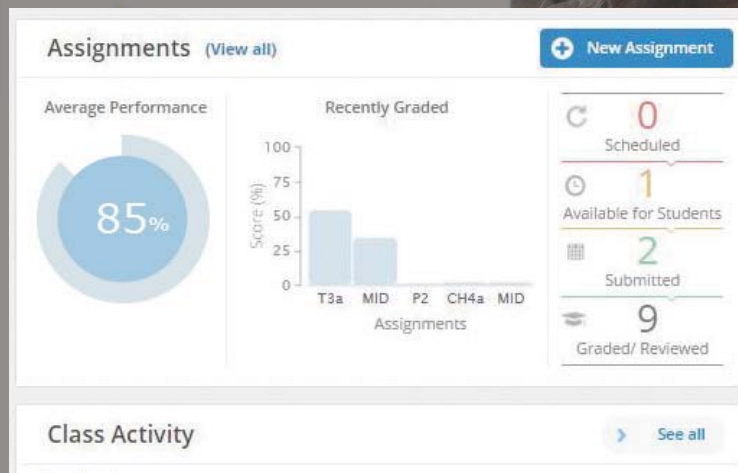 Assignments (View all)
New Assignment
Average Performance
85%
Recently Graded
100
75
50
25
0
Score (%)
T3a MID P2 CH4a MID
Assignments
0
Scheduled
1
Available for Students
2
Submitted
9
Graded/ Reviewed
Class Activity
See all